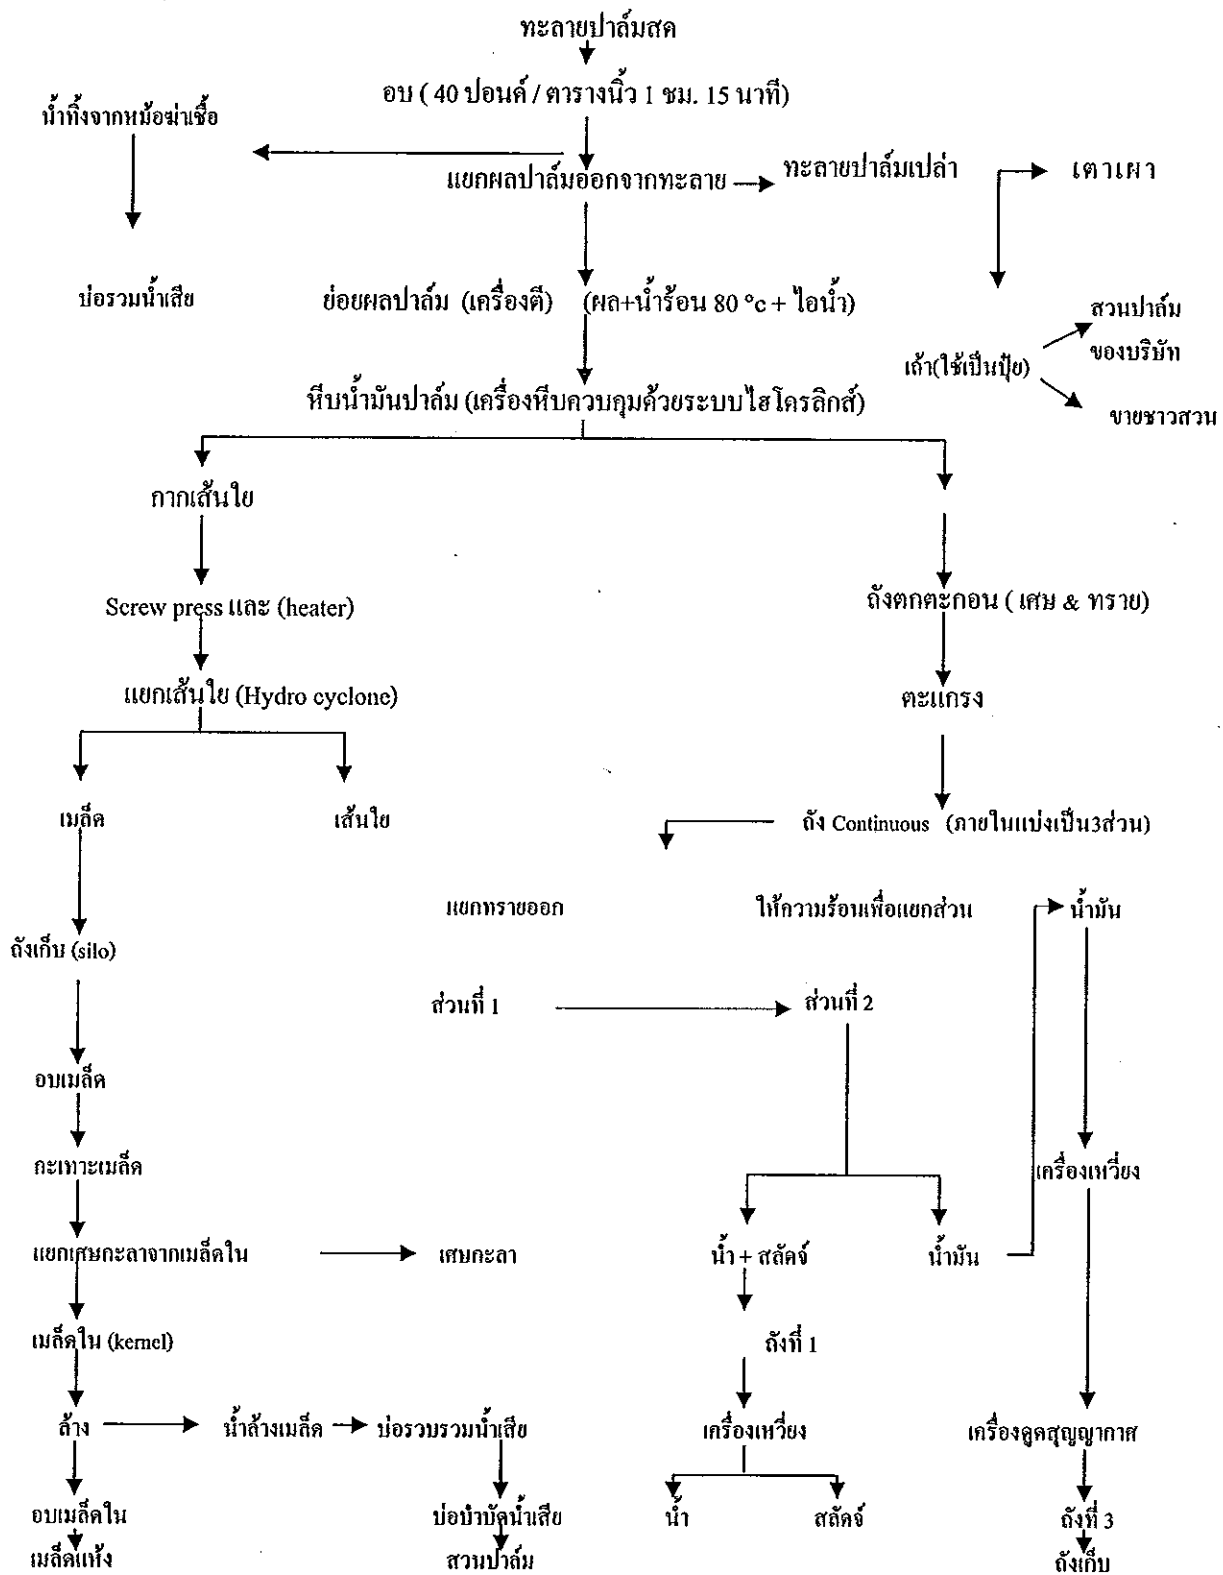 ทะลายปาล์มสด
อบ ( 40 ปอนด์ / ตารางนิ้ว 1 ชม. 15 นาที)
น้ำทิ้งจากหม้อฆ่าเชื้อ
แยกผลปาล์มออกจากทะลาย
ทะลายปาล์มเปล่า
เตาเผา
บ่อรวมน้ำเสีย
ย่อยผลปาล์ม (เครื่องตี) (ผล+น้ำร้อน 80 °c + ไอน้ำ)
สวนปาล์ม
ของบริษัท
เถ้า(ใช้เป็นปุ๋ย)
ขายชาวสวน
หีบน้ำมันปาล์ม (เครื่องหีบควบคุมด้วยระบบไฮโดรลิกส์)
กากเส้นใย
Screw press และ (heater)
ถังตกตะกอน ( เศษ & ทราย)
แยกเส้นใย (Hydro cyclone)
ตะแกรง
เมล็ด
เส้นใย
ถัง Continuous (ภายในแบ่งเป็น3ส่วน)
แยกทรายออก
ให้ความร้อนเพื่อแยกส่วน
น้ำมัน
ถังเก็บ (silo)
ส่วนที่ 1
ส่วนที่ 2
อบเมล็ด
กะเทาะเมล็ด
เครื่องเหวี่ยง
แยกเศษกะลาจากเมล็ดใน
เศษกะลา
น้ำ + สลัดจ์
น้ำมัน
เมล็ดใน (kernel)
ถังที่ 1
ล้าง
น้ำล้างเมล็ด
บ่อรวบรวมน้ำเสีย
เครื่องเหวี่ยง
เครื่องดูดสุญญากาศ
อบเมล็ดใน
บ่อบำบัดน้ำเสีย
น้ำ
สลัดจ์
ถังที่ 3
เมล็ดแห้ง
สวนปาล์ม
ถังเก็บ